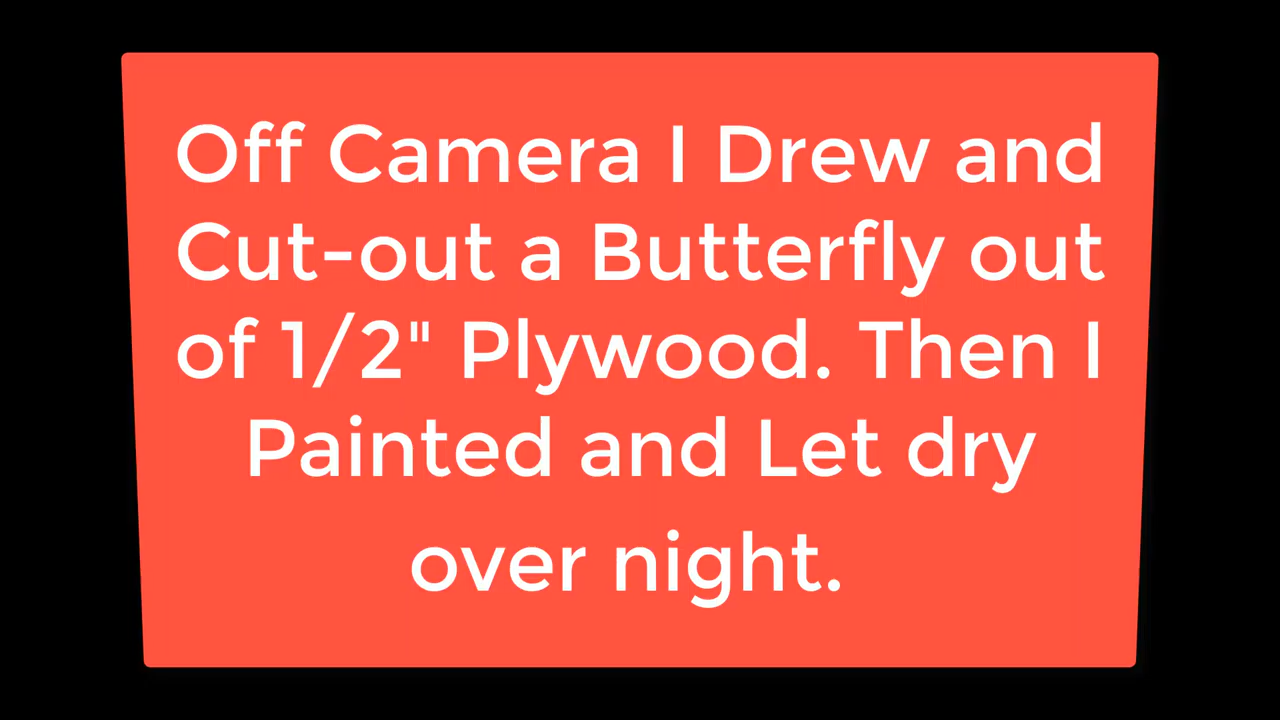 Off Camera I Drew and
Cut-out a Butterfly out
of 1/2" Plywood. Then I
Painted and Let dry
over night.